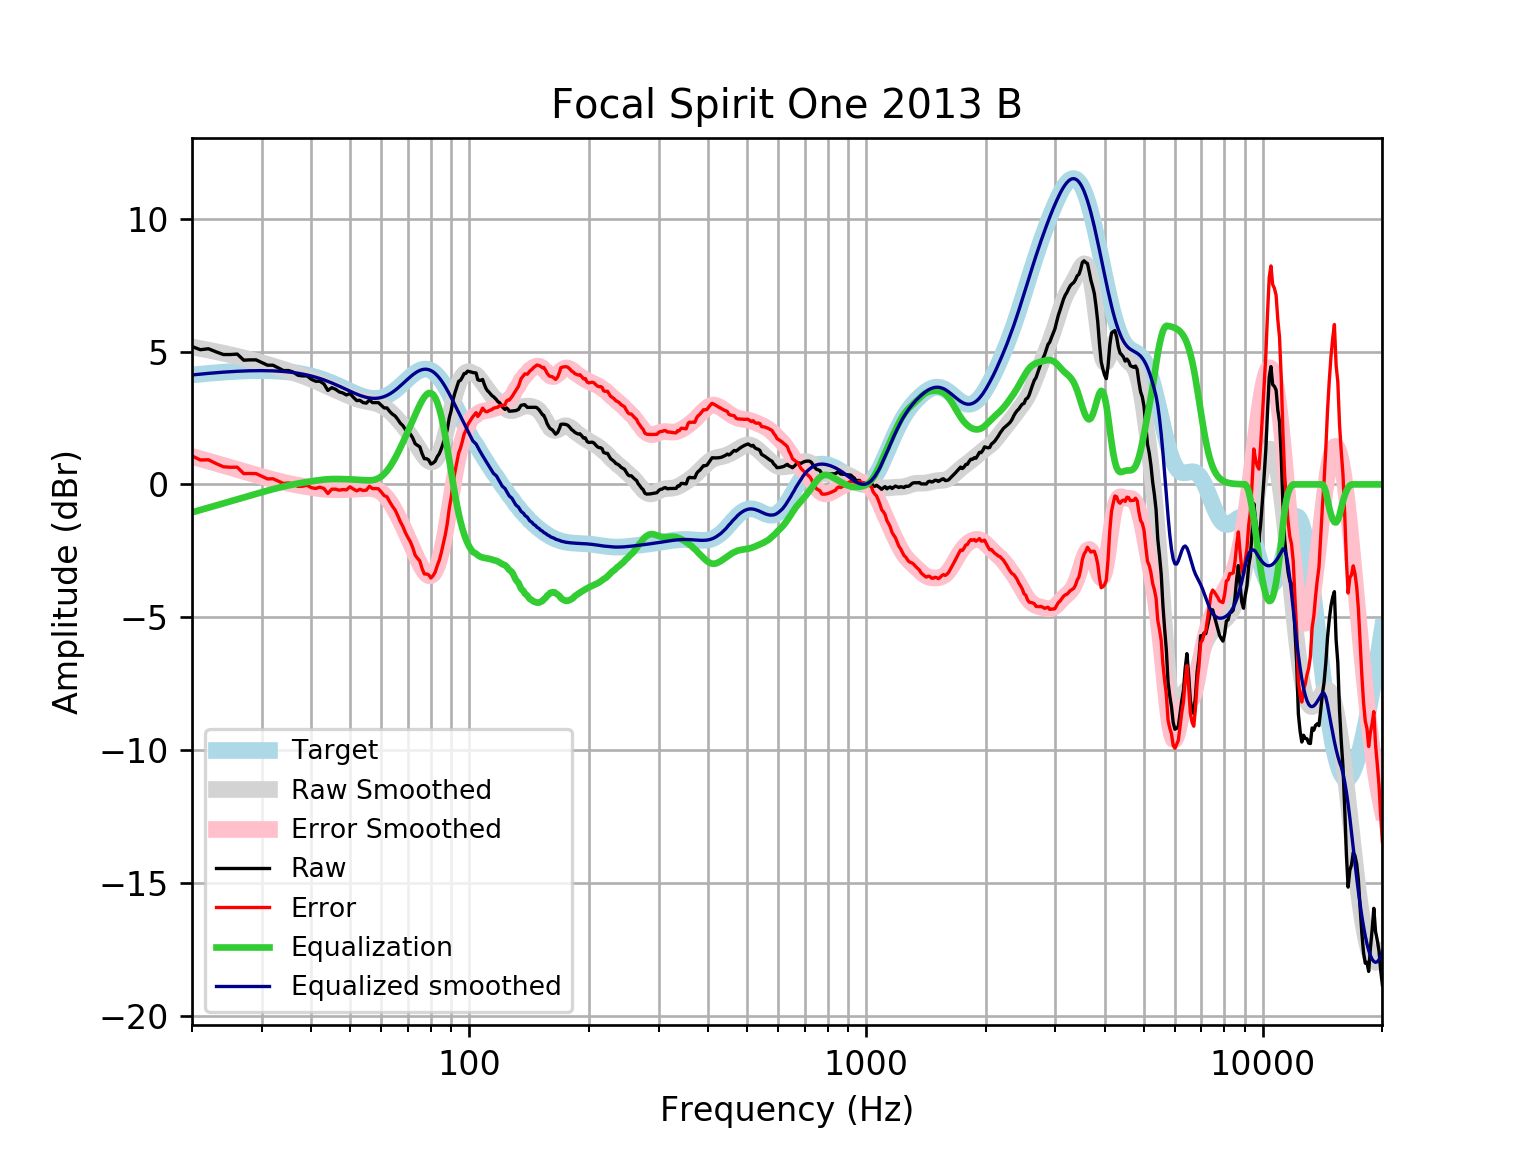 Focal Spirit One 2013 B
Amplitude (dBr)
10
5
0
−5
−10
−15
−20
Target
Raw Smoothed
Error Smoothed
Raw
Error
Equalization
Equalized smoothed
100
1000
10000
Frequency (Hz)